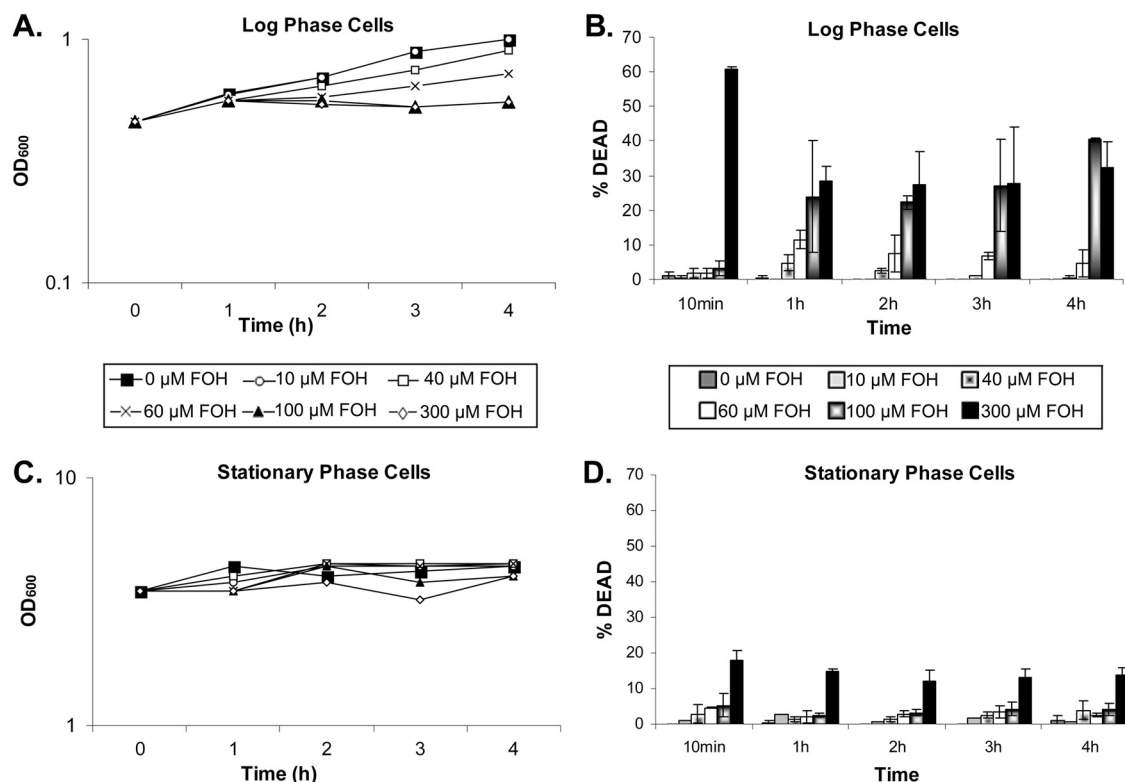 A.
Log Phase Cells
1
0.1
OD600
0 1 2 3 4
Time (h)
B.
Log Phase Cells
70
60
50
40
30
20
10
0
% DEAD
10min 1h 2h 3h 4h
Time
0 µM FOH 10 µM FOH 40 µM FOH
60 µM FOH 100 µM FOH 300 µM FOH
0 µM FOH 10 µM FOH 40 µM FOH
60 µM FOH 100 µM FOH 300 µM FOH
C.
Stationary Phase Cells
10
1
OD600
0 1 2 3 4
Time (h)
D.
Stationary Phase Cells
70
60
50
40
30
20
10
0
% DEAD
10min 1h 2h 3h 4h
Time